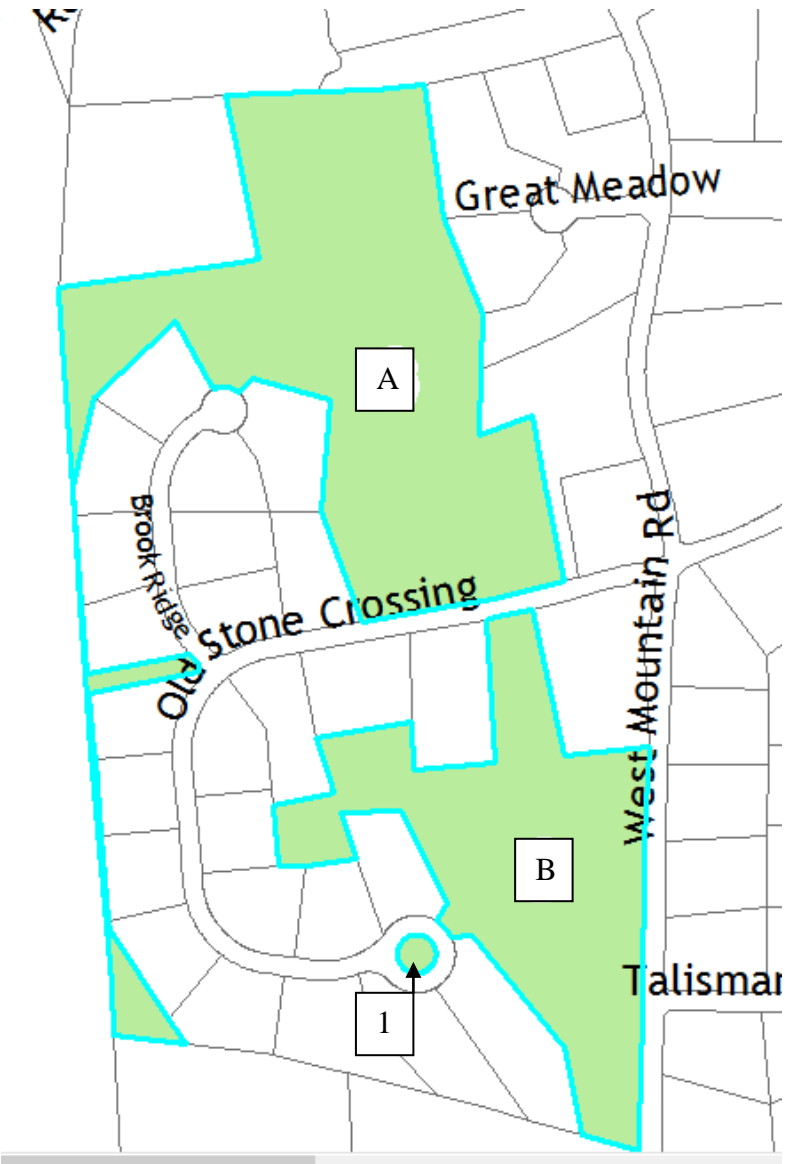 Great Meadow
A
Brook Ridge
Old Stone Crossing
West Mountain Rd
B
Talisman
1